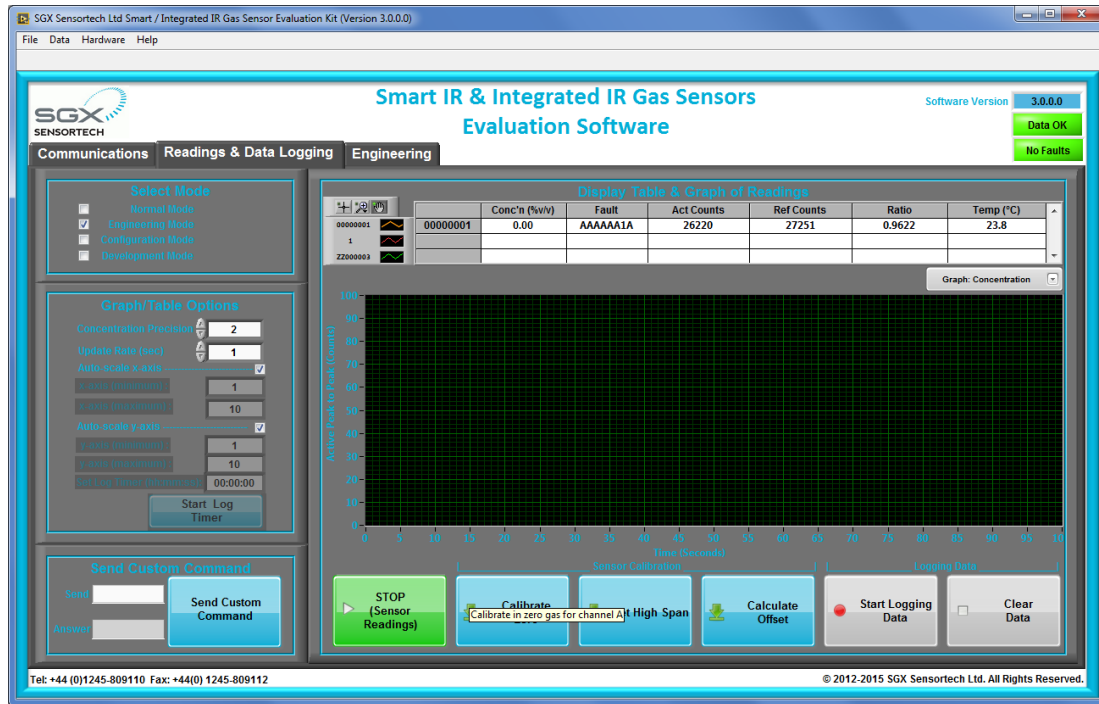 SGX Sensortech Ltd Smart / Integrated IR Gas Sensor Evaluation Kit (Version 3.0.0.0)
File Data Hardware Help
SGX
SENSORTECH
Smart IR & Integrated IR Gas Sensors
Evaluation Software
Software Version 3.0.0.0
Data OK
No Faults
Communications Readings & Data Logging Engineering
Select Mode
Normal Mode
Engineering Mode
Configuration Mode
Development Mode
Graph/Table Options
Concentration Precision 2
Update Rate (sec) 1
Auto-scale x-axis
1
10
Auto-scale y-axis
1
10
00:00:00
Start Log
Timer
Send Custom Command
Send
Answer
Send Custom
Command
Display Table & Graph of Readings
Conc'n (%v/v) Fault Act Counts Ref Counts Ratio Temp (°C)
00000001 00000001 0.00 AAAAAA1A 26220 27251 0.9622 23.8
1
ZZ000003
Graph: Concentration
Active Peak to Peak (Counts)
100
90
80
70
60
50
40
30
20
10
0
0 5 10 15 20 25 30 35 40 45 50 55 60 65 70 75 80 85 90 95 10
Time (Seconds)
Sensor Calibration Logging Data
STOP
(Sensor
Readings)
Calibrate
Calibrate in zero gas for channel A
t High Span
Calculate
Offset
Start Logging
Data
Clear
Data
Tel: +44 (0)1245-809110 Fax: +44(0) 1245-809112
© 2012-2015 SGX Sensortech Ltd. All Rights Reserved.